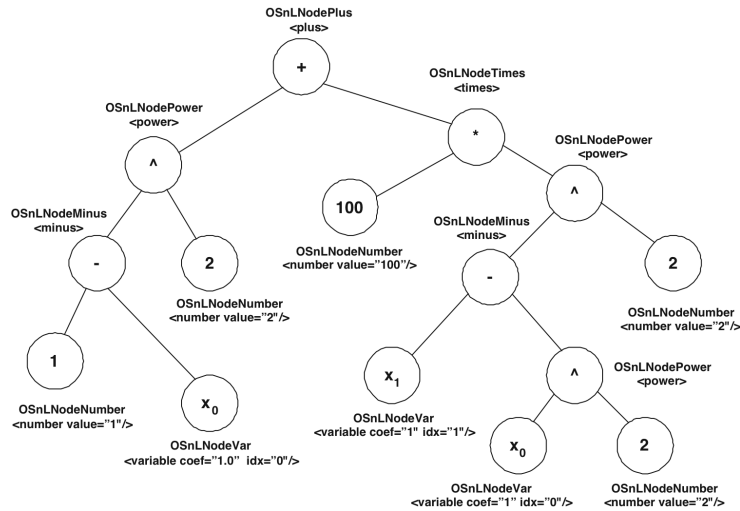 OSnLNodePlus
<plus>
+
OSnLNodeTimes
<times>
*
OSnLNodePower
<power>
^
OSnLNodePower
<power>
^
100
OSnLNodeNumber
<number value="100"/>
OSnLNodeMinus
<minus>
-
2
OSnLNodeNumber
<number value="2"/>
OSnLNodeMinus
<minus>
-
2
OSnLNodeNumber
<number value="2"/>
1
OSnLNodeNumber
<number value="1"/>
x0
OSnLNodeVar
<variable coef="1.0"  idx="0"/>
x1
OSnLNodeVar
<variable coef="1" idx="1"/>
^
OSnLNodePower
<power>
x0
OSnLNodeVar
<variable coef="1" idx="0"/>
2
OSnLNodeNumber
<number value="2"/>